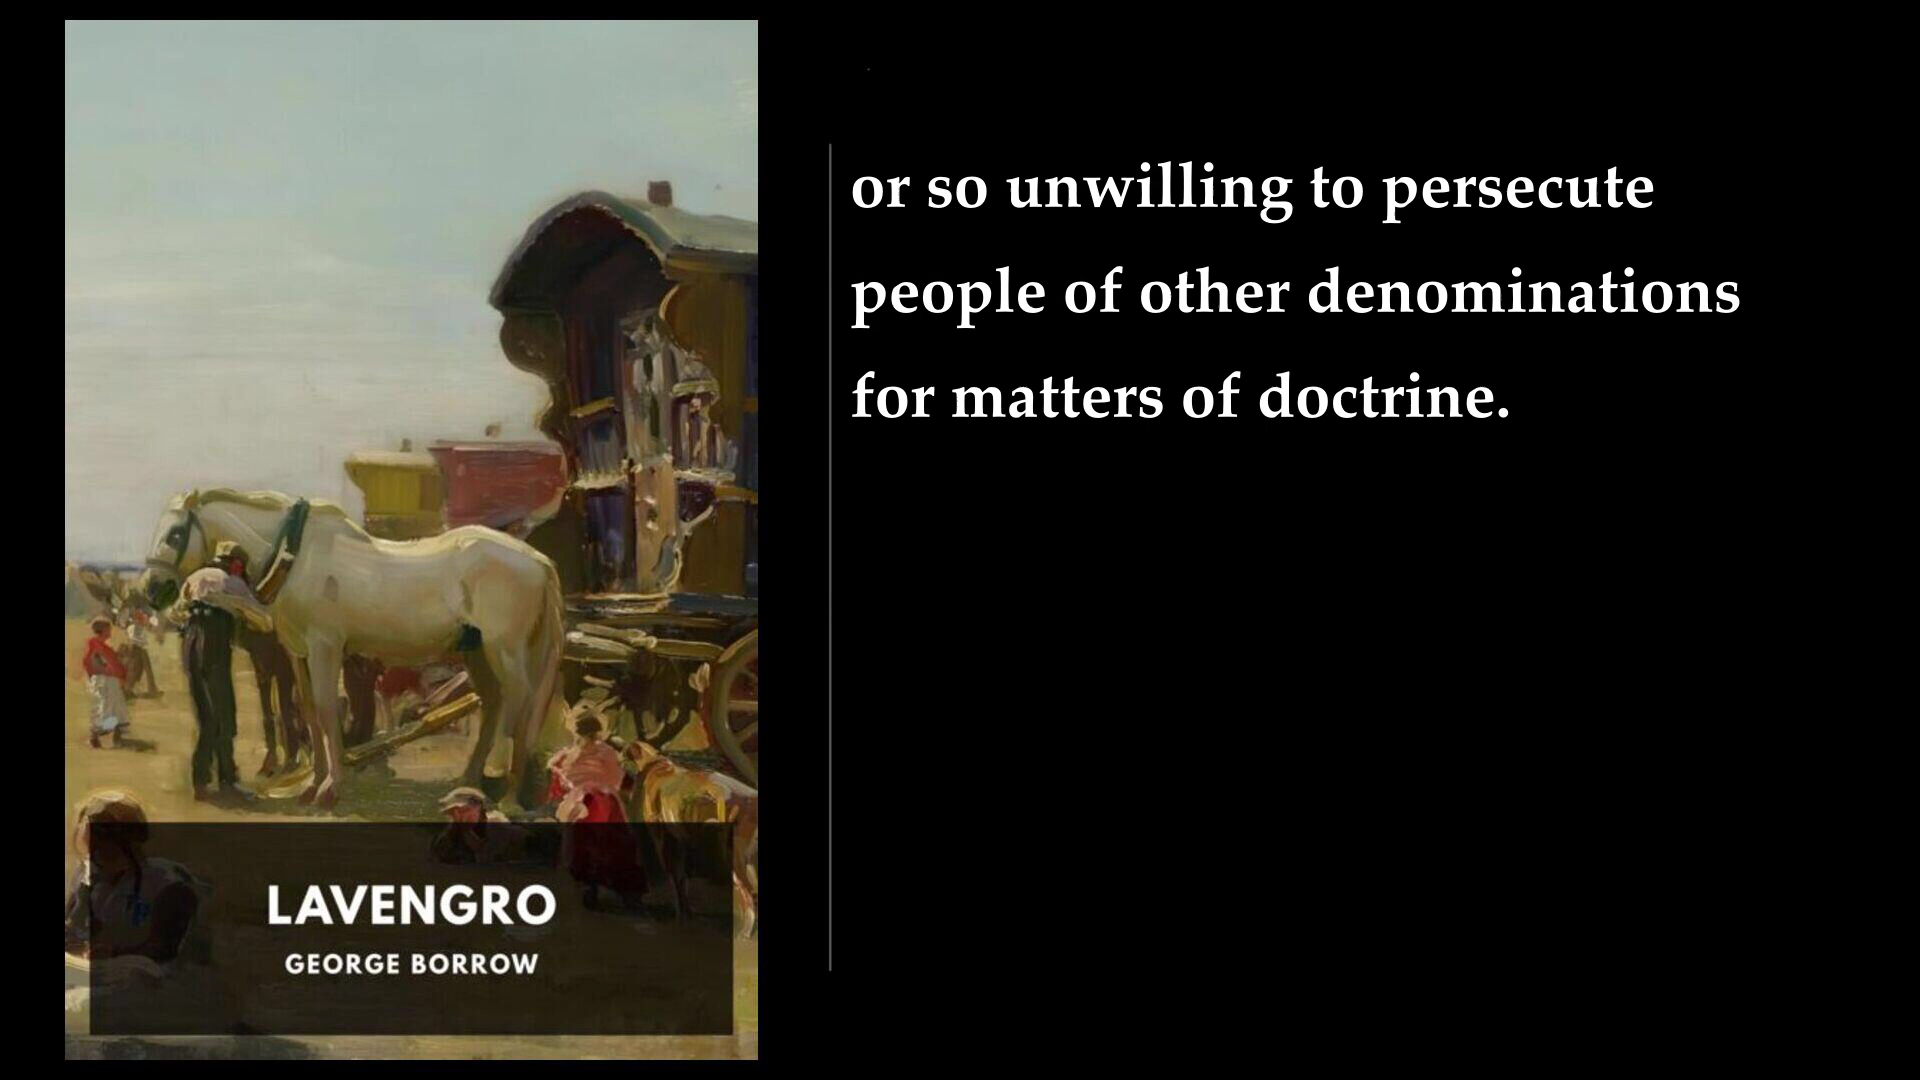 or so unwilling to persecute
people of other denominations
for matters of doctrine.
LAVENGRO
GEORGE BORROW